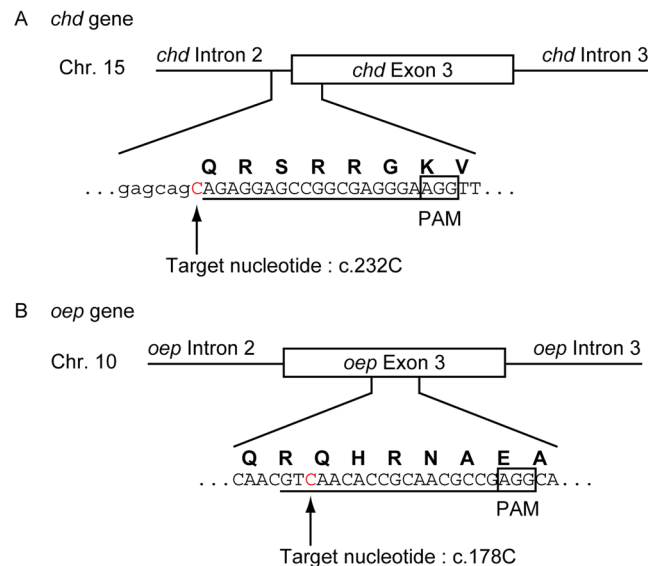 A chd gene
chd Intron 2
chd Intron 3
Chr. 15
chd Exon 3
Q R S R R G K V
...gagcagCAGAGGAGCCGGCGAGGGAAGGTT...
PAM
Target nucleotide : c.232C
B oep gene
oep Intron 2
oep Intron 3
Chr. 10
oep Exon 3
Q R Q H R N A E A
...CAACGTCAACACCGCAACGCCGAGGCA...
PAM
Target nucleotide : c.178C